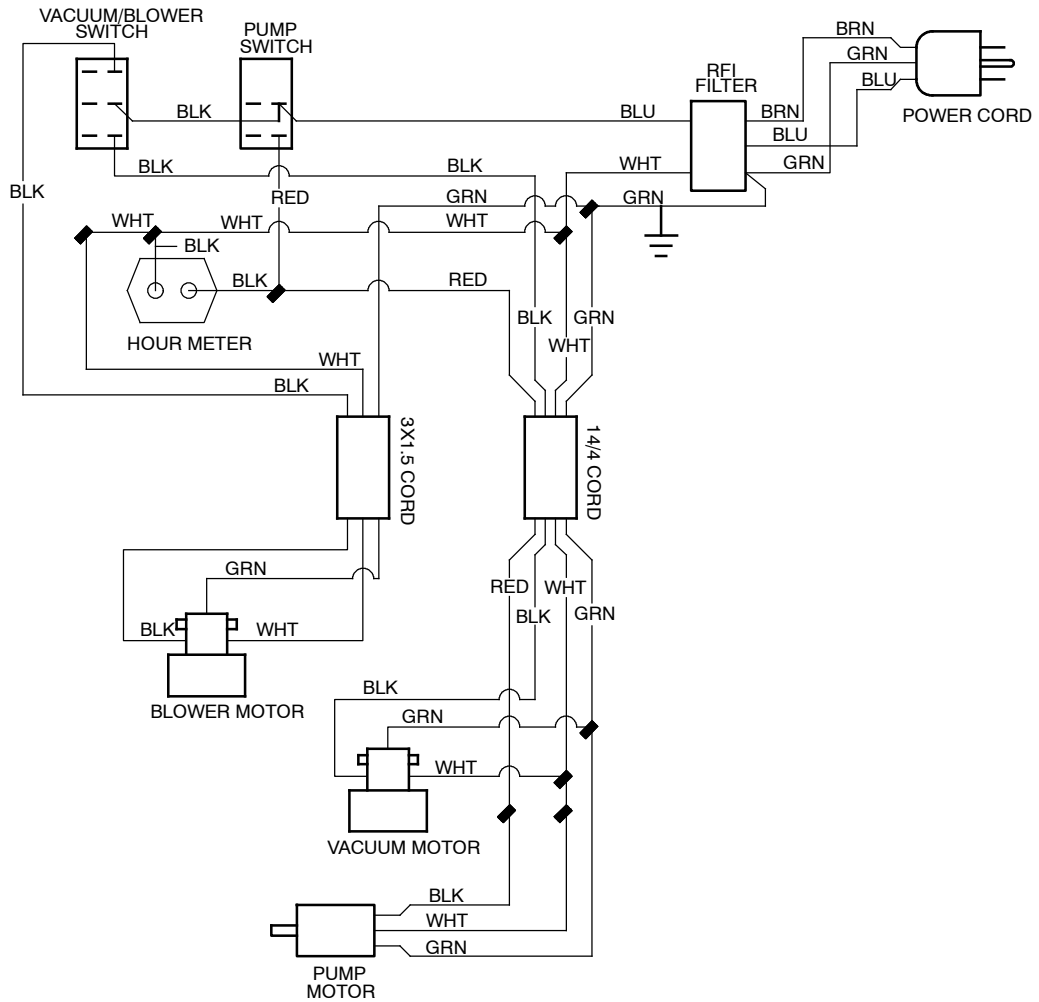 VACUUM/BLOWER
SWITCH
PUMP
SWITCH
BRN
GRN
BLU
POWER CORD
RFI
FILTER
BLK
BLU
BRN
BLU
WHT
GRN
BLK
BLK
BLK
RED
GRN
GRN
WHT
WHT
WHT
BLK
BLK
RED
HOUR METER
BLK
GRN
WHT
WHT
BLK
3X1.5 CORD
14/4 CORD
GRN
BLK
WHT
BLOWER MOTOR
RED
WHT
BLK
GRN
BLK
GRN
WHT
VACUUM MOTOR
BLK
WHT
GRN
PUMP
MOTOR